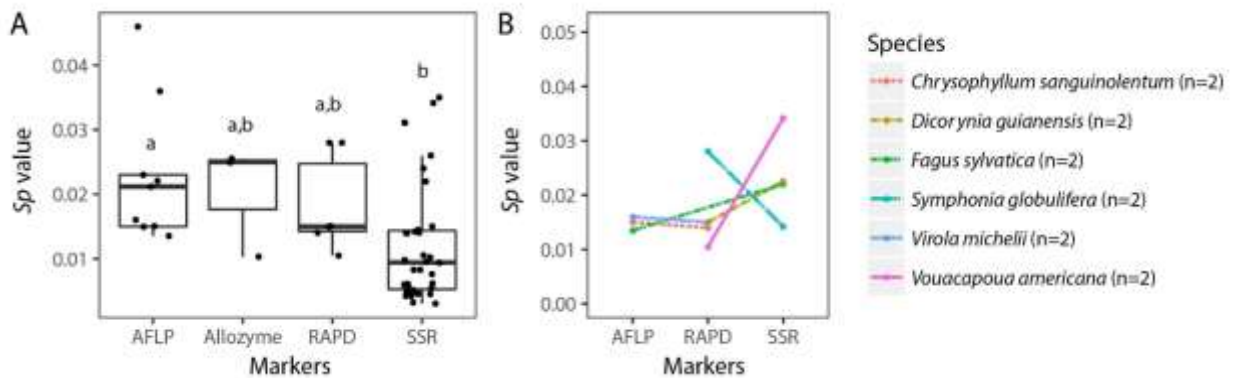 A
Sp value
0.04
0.03
0.02
0.01
a
a,b
a,b
b
AFLP
Allozyme
RAPD
SSR
Markers
B
Sp value
0.05
0.04
0.03
0.02
0.01
0.00
AFLP
RAPD
SSR
Markers
Species
Chrysophyllum sanguinolentum (n=2)
Dicorynia guianensis (n=2)
Fagus sylvatica (n=2)
Symphonia globulifera (n=2)
Virola michelii (n=2)
Vouacapoua americana (n=2)